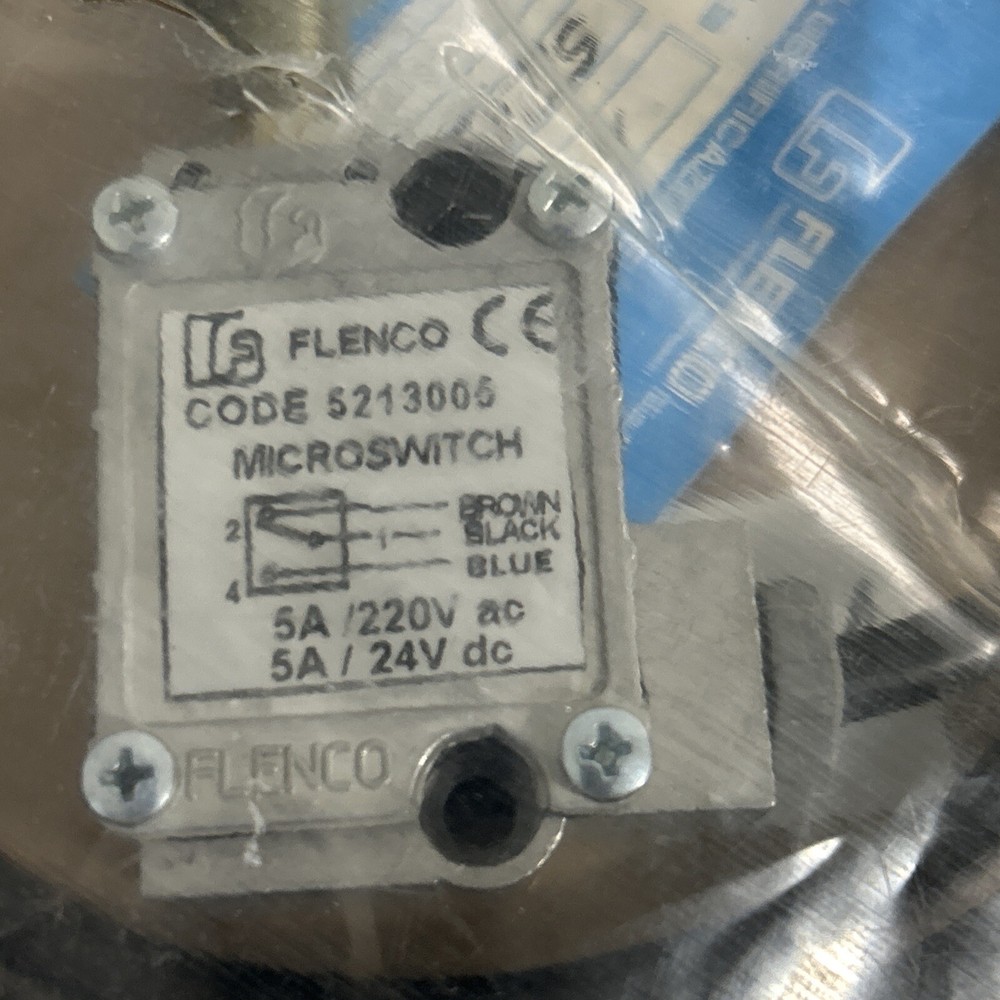 FLENCO CE
CODE 5213005
MICROSWITCH
BROWN
2 1 BLACK
BLUE
4
5A /220V ac
5A / 24V dc
FLENCO